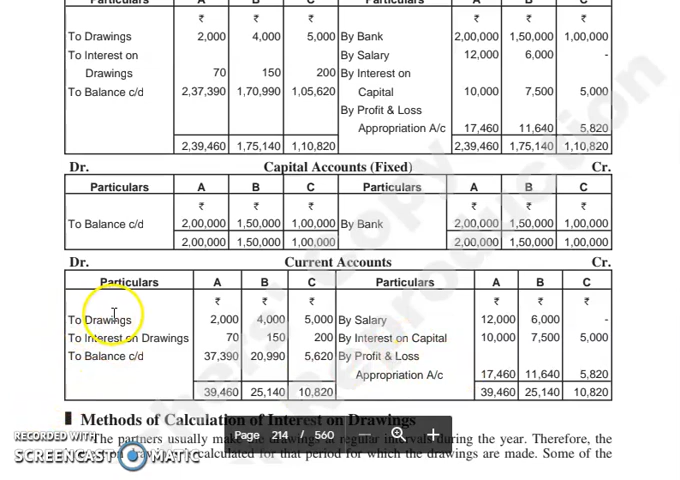 Particulars A B C Particulars A B C
₹ ₹ ₹ ₹ ₹ ₹
To Drawings 2,000 4,000 5,000 By Bank 2,00,000 1,50,000 1,00,000
To Interest on By Salary 12,000 6,000 -
Drawings 70 150 200 By Interest on
To Balance c/d 2,37,390 1,70,990 1,05,620 Capital 10,000 7,500 5,000
By Profit & Loss
Appropriation A/c 17,460 11,640 5,820
2,39,460 1,75,140 1,10,820 2,39,460 1,75,140 1,10,820
Dr. Capital Accounts (Fixed) Cr.
Particulars A B C Particulars A B C
₹ ₹ ₹ ₹ ₹ ₹
To Balance c/d 2,00,000 1,50,000 1,00,000 By Bank 2,00,000 1,50,000 1,00,000
2,00,000 1,50,000 1,00,000 2,00,000 1,50,000 1,00,000
Dr. Current Accounts Cr.
Particulars A B C Particulars A B C
₹ ₹ ₹ ₹ ₹ ₹
To Drawings 2,000 4,000 5,000 By Salary 12,000 6,000 -
To Interest on Drawings 70 150 200 By Interest on Capital 10,000 7,500 5,000
To Balance c/d 37,390 20,990 5,620 By Profit & Loss
Appropriation A/c 17,460 11,640 5,820
39,460 25,140 10,820 39,460 25,140 10,820
Methods of Calculation of Interest on Drawings
The partners usually make drawings at regular intervals during the year. Therefore, the
calculated for that period for which the drawings are made. Some of the
Page 214 / 560
RECORDED WITH
SCREENCAST MATIC